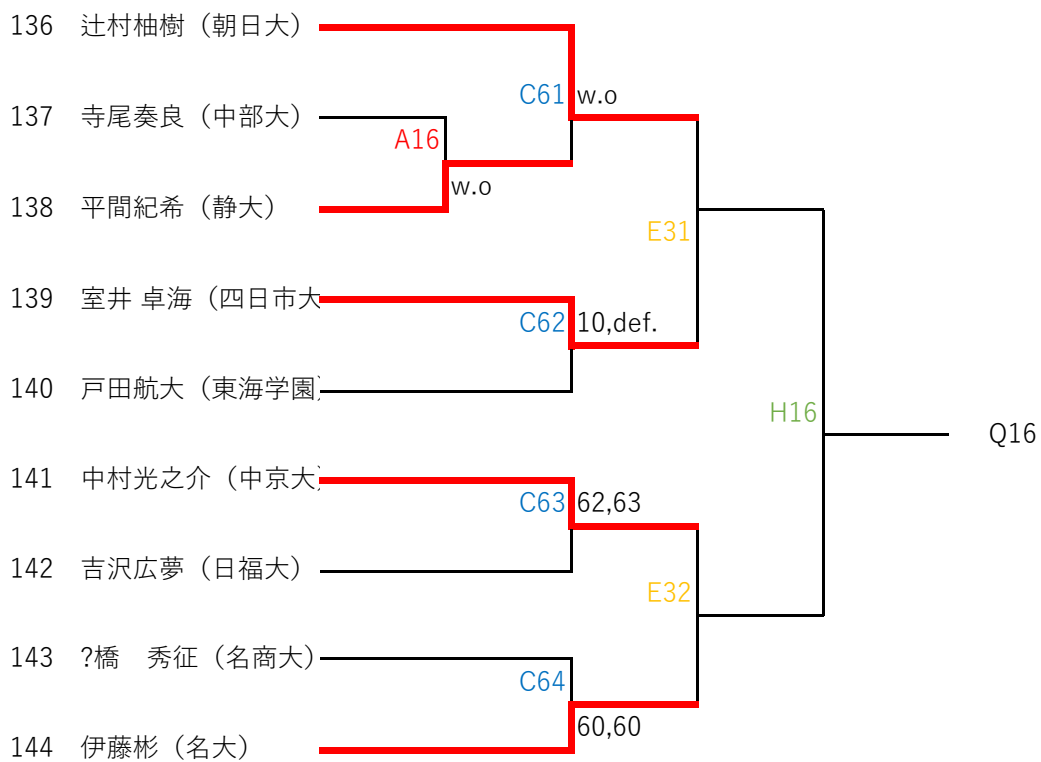 136 辻村柚樹（朝日大）
C61 w.o
137 寺尾奏良（中部大）
A16
w.o
138 平間紀希（静大）
E31
139 室井 卓海（四日市大
C62 10,def.
140 戸田航大（東海学園）
H16
Q16
141 中村光之介（中京大）
C63 62,63
142 吉沢広夢（日福大）
E32
143 ?橋　秀征（名商大）
C64
60,60
144 伊藤彬（名大）